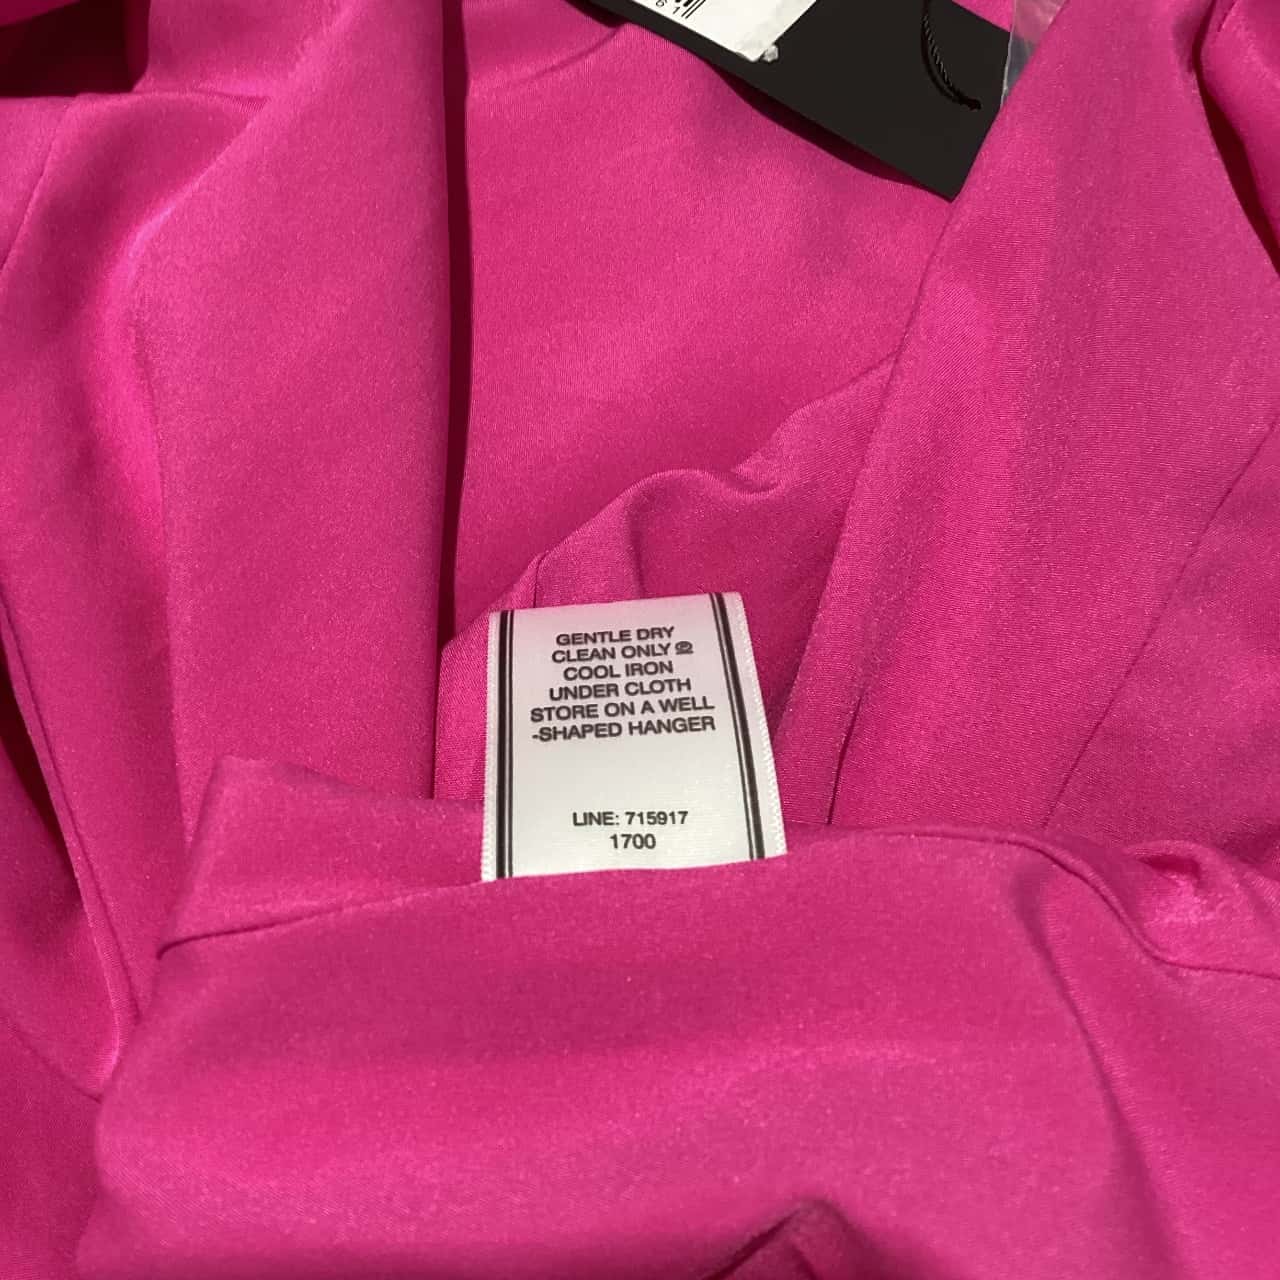 GENTLE DRY
CLEAN ONLY Ⓟ
COOL IRON
UNDER CLOTH
STORE ON A WELL
-SHAPED HANGER
LINE: 715917
1700